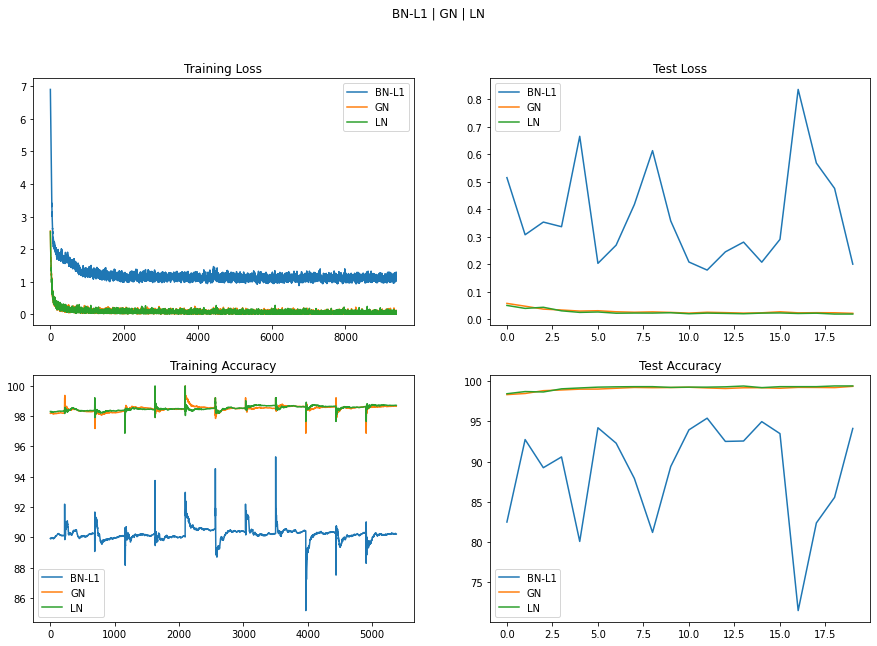 BN-L1 | GN | LN
Training Loss
7
6
5
4
3
2
1
0
0 2000 4000 6000 8000
BN-L1
GN
LN
Test Loss
0.8
0.7
0.6
0.5
0.4
0.3
0.2
0.1
0.0
0.0 2.5 5.0 7.5 10.0 12.5 15.0 17.5
BN-L1
GN
LN
Training Accuracy
100
98
96
94
92
90
88
86
0 1000 2000 3000 4000 5000
BN-L1
GN
LN
Test Accuracy
100
95
90
85
80
75
0.0 2.5 5.0 7.5 10.0 12.5 15.0 17.5
BN-L1
GN
LN